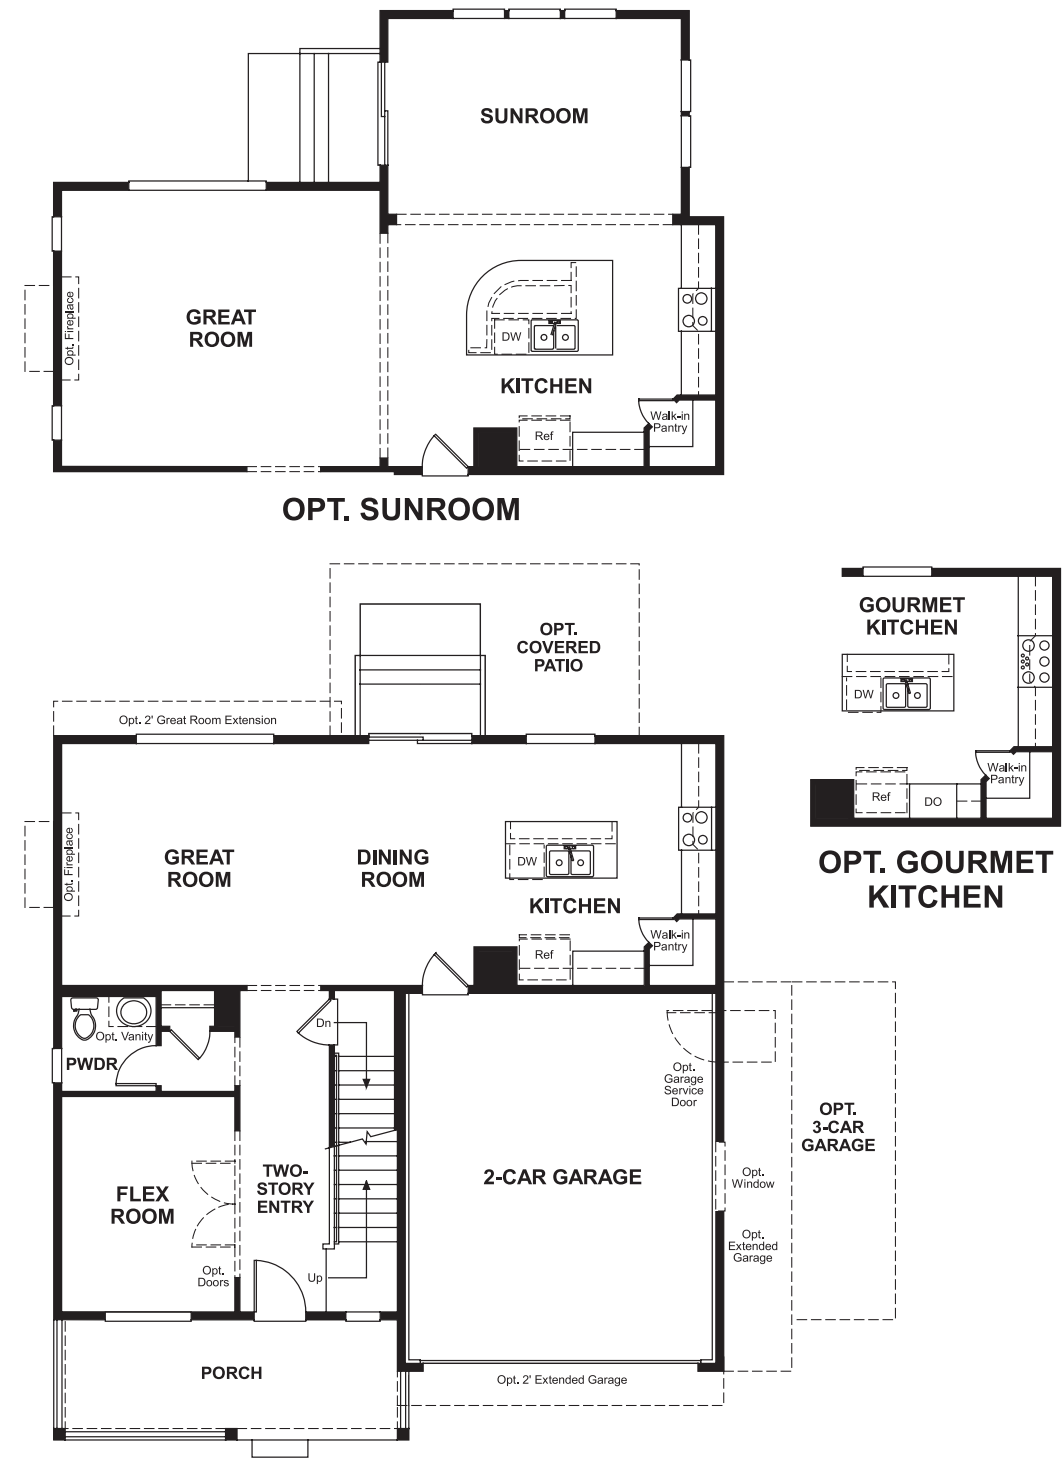 SUNROOM
GREAT
ROOM
Opt. Fireplace
DW
KITCHEN
Walk-in
Pantry
Ref
OPT. SUNROOM
OPT.
COVERED
PATIO
Opt. 2' Great Room Extension
GREAT
ROOM
DINING
ROOM
Opt. Fireplace
DW
KITCHEN
Walk-in
Pantry
Ref
GOURMET
KITCHEN
DW
Walk-in
Pantry
Ref
DO
OPT. GOURMET
KITCHEN
Opt. Vanity
PWDR
Dn
Opt.
Garage
Service
Door
OPT.
3-CAR
GARAGE
2-CAR GARAGE
Opt.
Window
Opt.
Extended
Garage
TWO-
STORY
ENTRY
FLEX
ROOM
Opt.
Doors
Up
PORCH
Opt. 2' Extended Garage